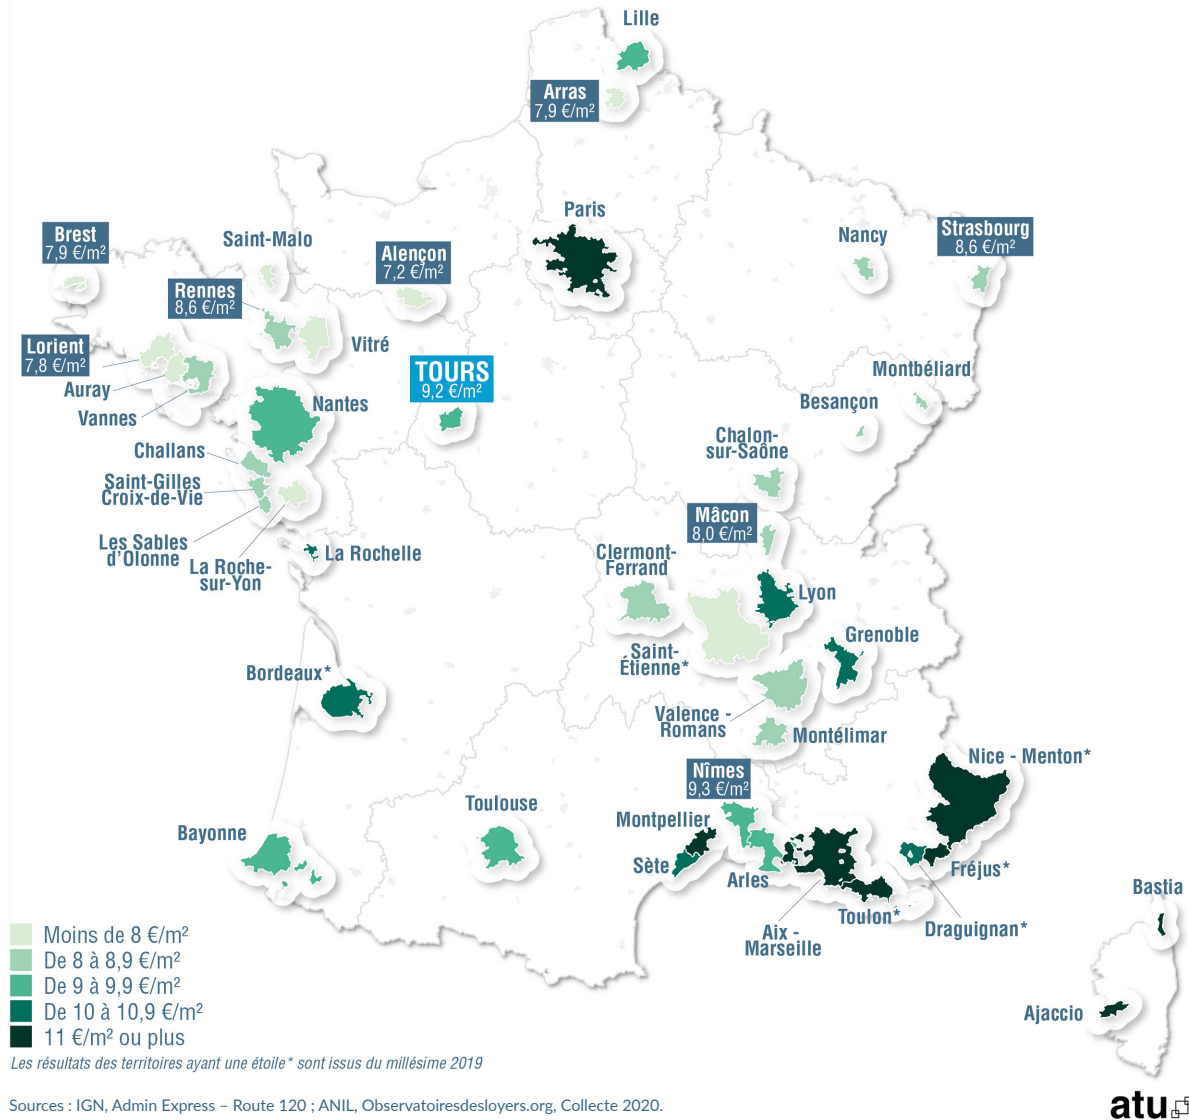 Lille
Arras
7,9 €/m²
Paris
Brest
7,9 €/m²
Saint-Malo
Alençon
7,2 €/m²
Nancy
Strasbourg
8,6 €/m²
Rennes
8,6 €/m²
Vitré
Lorient
7,8 €/m²
Auray
Vannes
TOURS
9,2 €/m²
Nantes
Montbéliard
Besançon
Challans
Chalon-
sur-Saône
Saint-Gilles
Croix-de-Vie
Mâcon
8,0 €/m²
Les Sables
d'Olonne
La Roche-
sur-Yon
La Rochelle
Clermont-
Ferrand
Lyon
Grenoble
Saint-
Étienne*
Bordeaux*
Valence -
Romans
Montélimar
Nice - Menton*
Nîmes
9,3 €/m²
Toulouse
Montpellier
Bayonne
Sète
Arles
Fréjus*
Toulon*
Draguignan*
Aix -
Marseille
Bastia
Ajaccio
Moins de 8 €/m²
De 8 à 8,9 €/m²
De 9 à 9,9 €/m²
De 10 à 10,9 €/m²
11 €/m² ou plus
Les résultats des territoires ayant une étoile* sont issus du millésime 2019
Sources : IGN, Admin Express – Route 120 ; ANIL, Observatoiresdesloyers.org, Collecte 2020.
atu